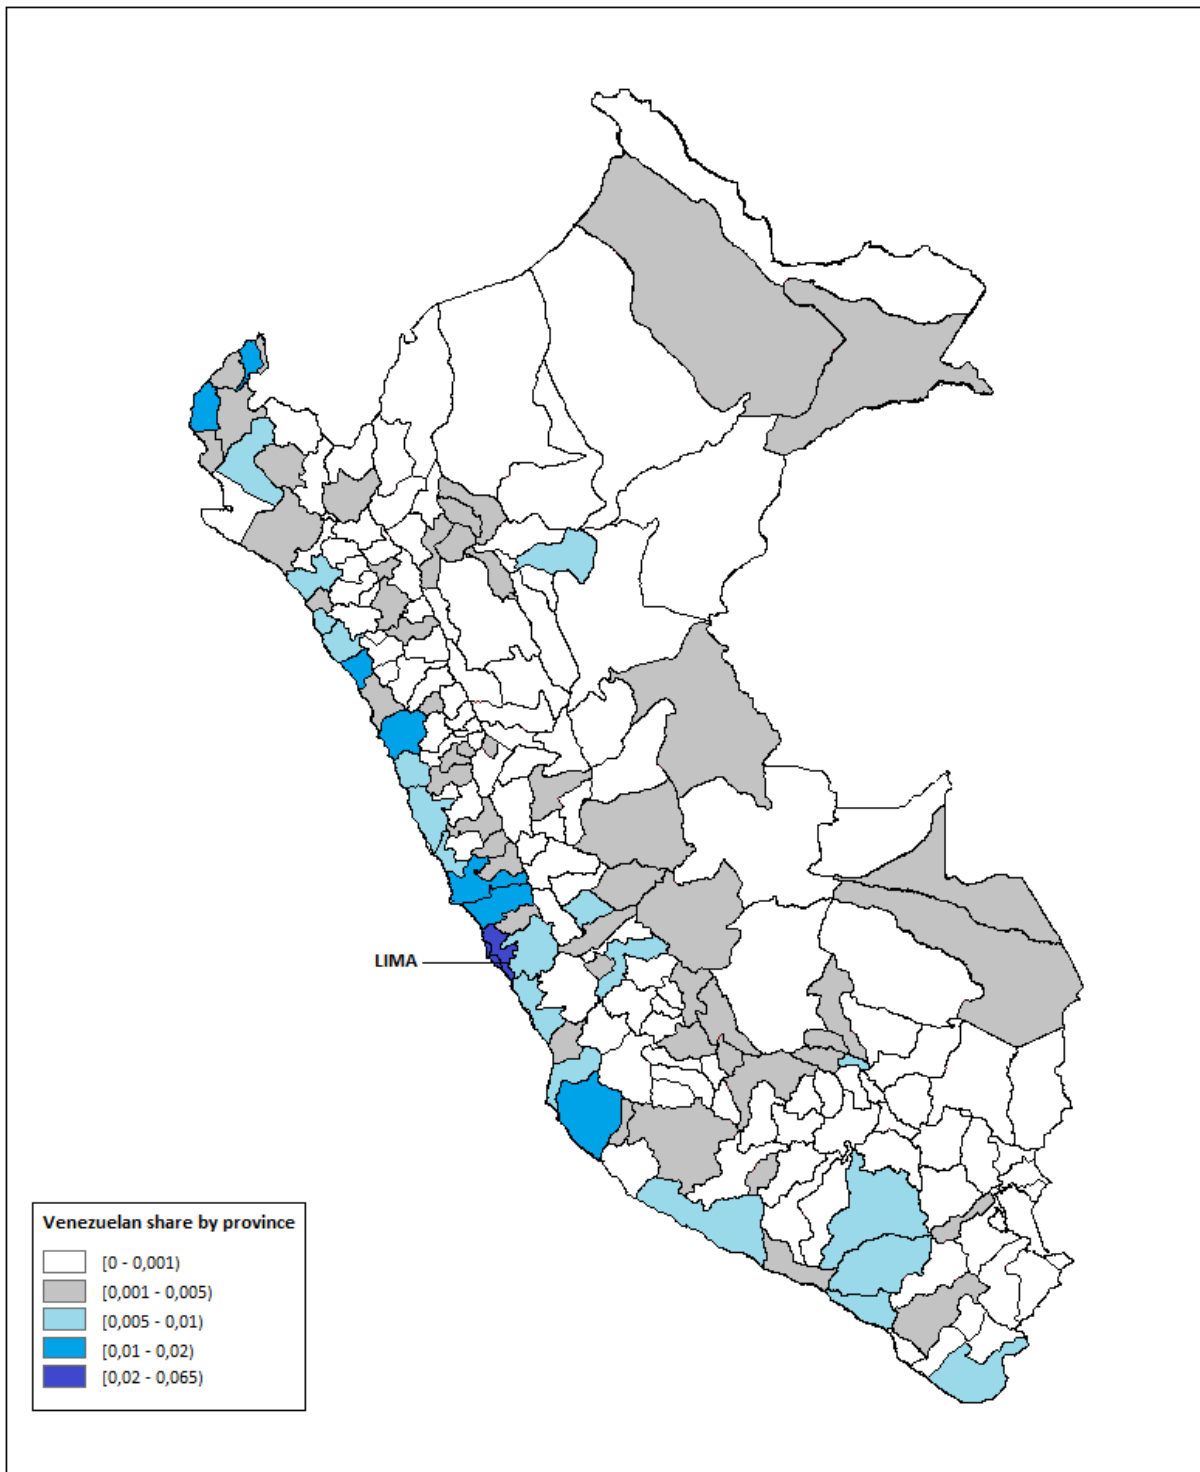 LIMA
Venezuelan share by province
[0 - 0,001)
[0,001 - 0,005)
[0,005 - 0,01)
[0,01 - 0,02)
[0,02 - 0,065)